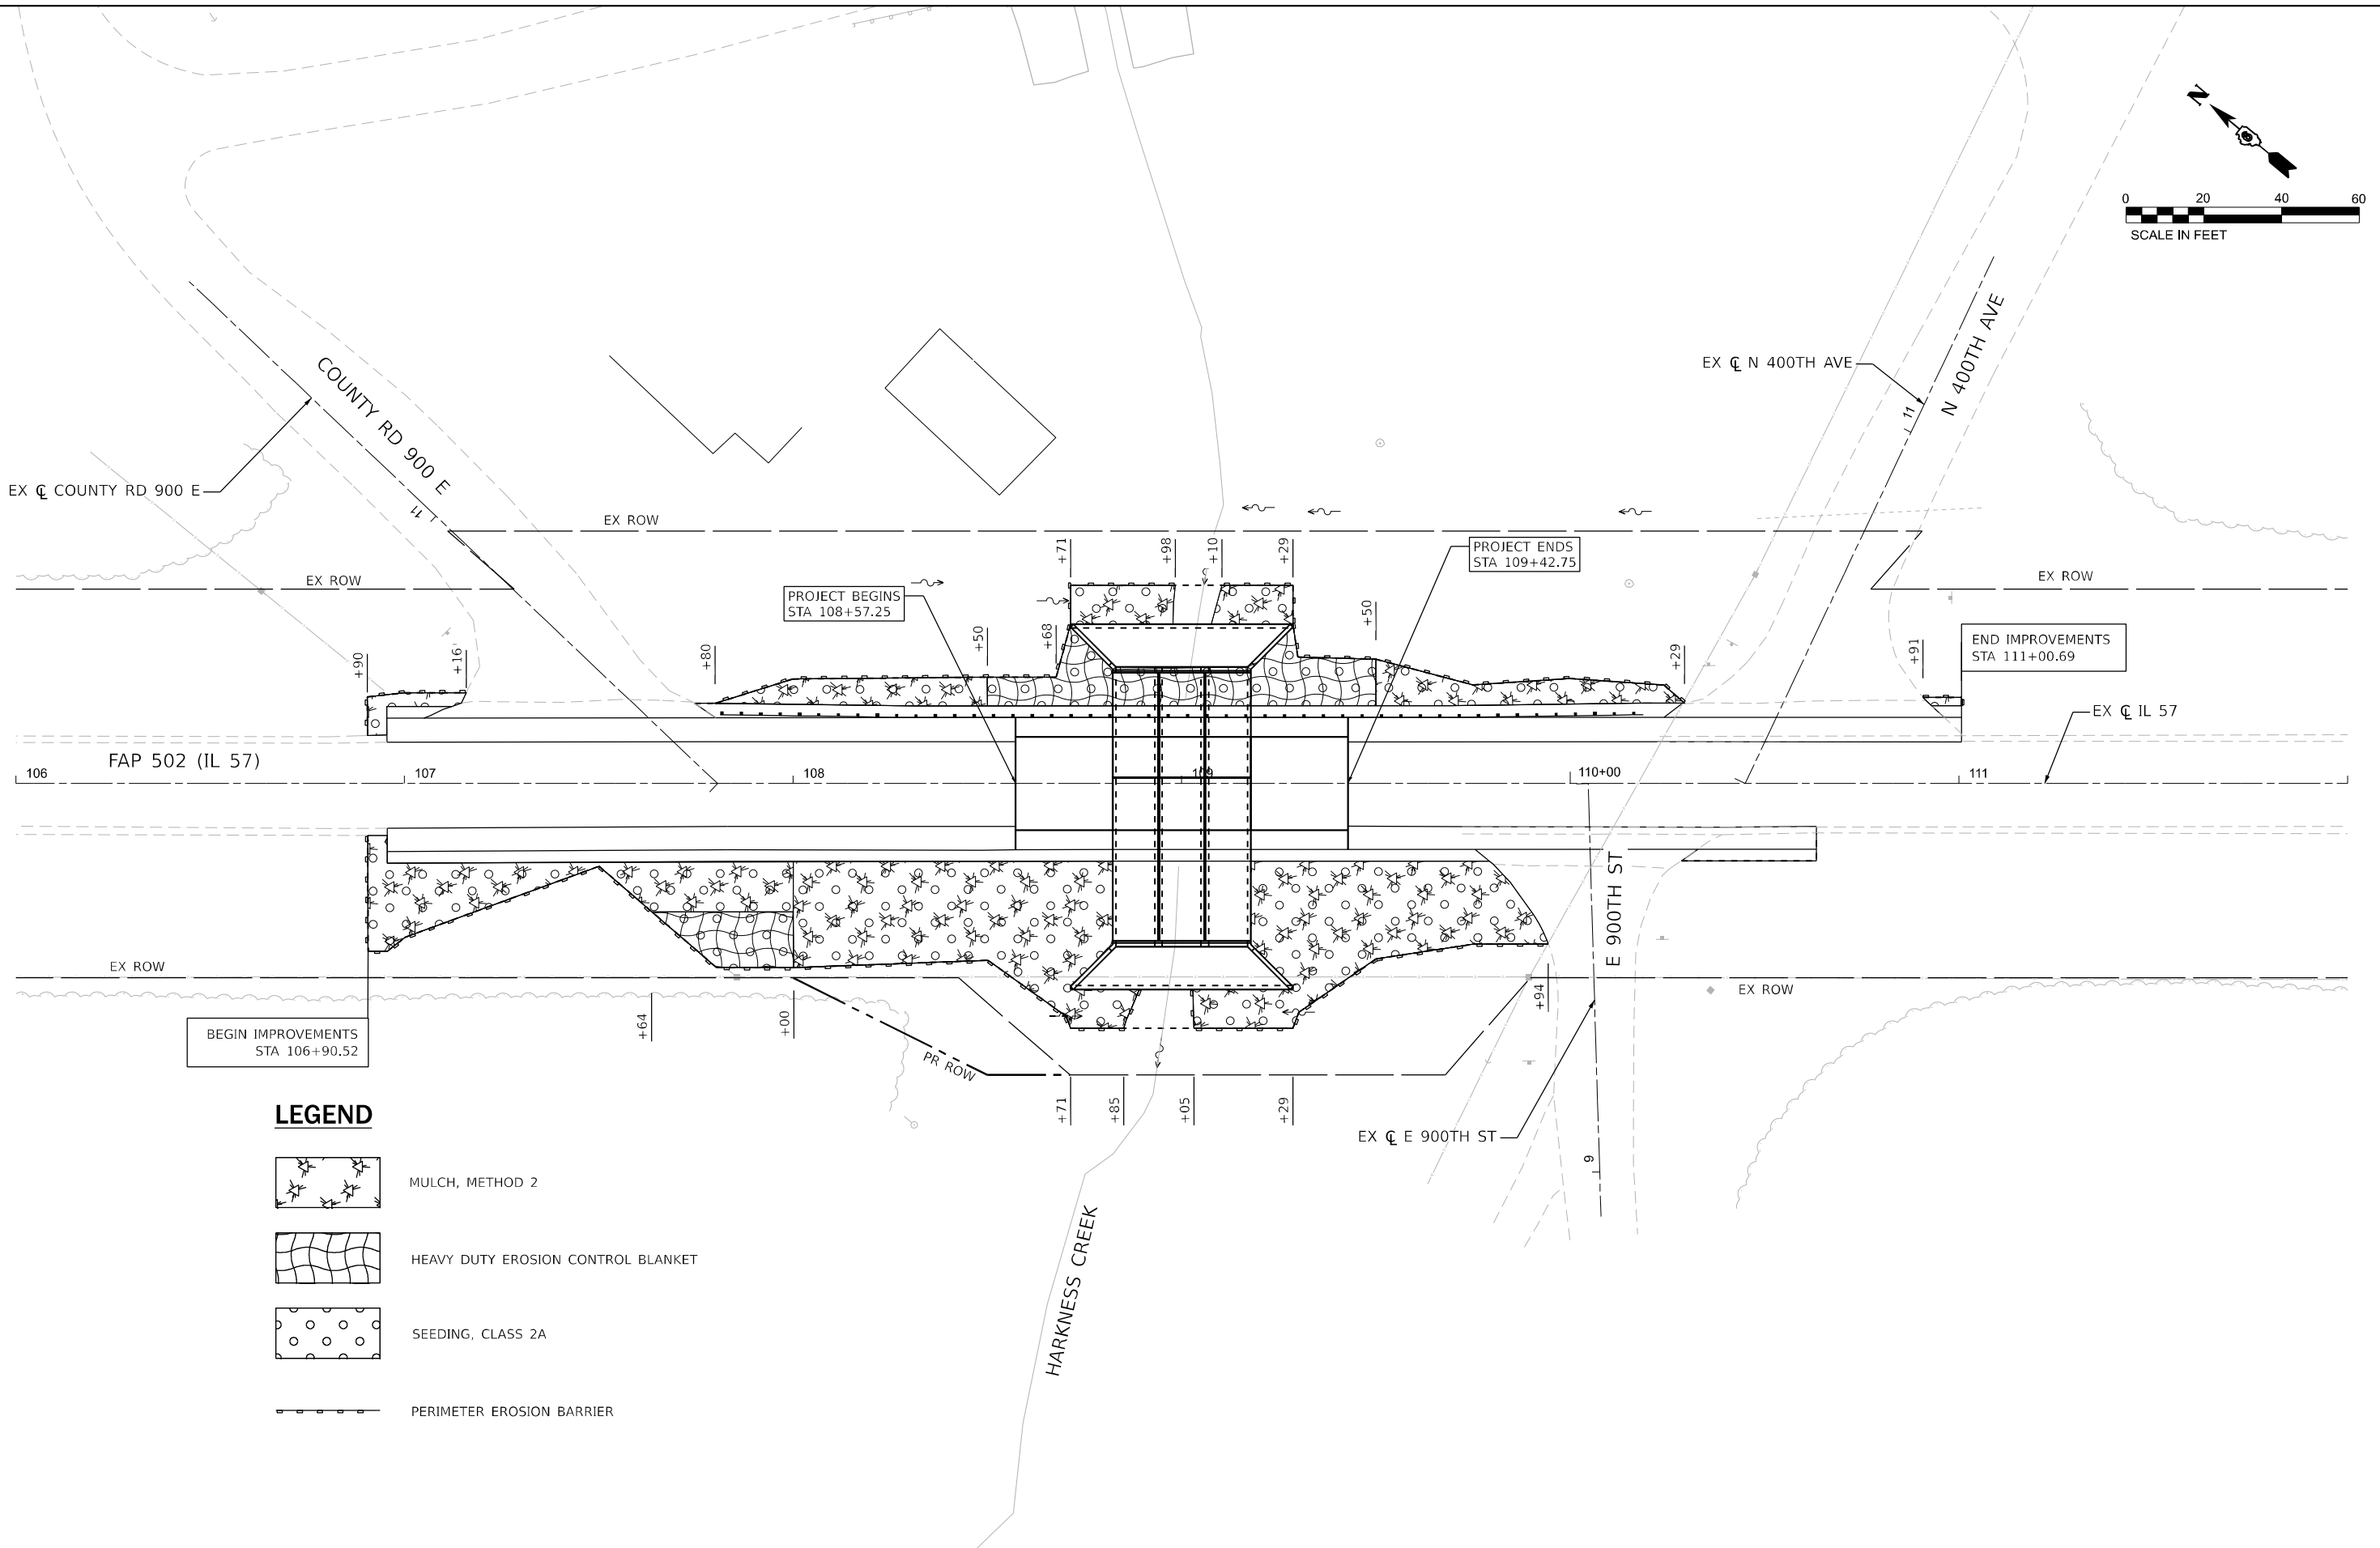 N
0 20 40 60
SCALE IN FEET
EX ℄ N 400TH AVE
N 400TH AVE
11
COUNTY RD 900 E
EX ℄ COUNTY RD 900 E
11
EX ROW
EX ROW
EX ROW
+71
+98
+10
+29
PROJECT ENDS
STA 109+42.75
PROJECT BEGINS
STA 108+57.25
+90
+16
+80
+50
+68
+50
+29
+91
END IMPROVEMENTS
STA 111+00.69
EX ℄ IL 57
FAP 502 (IL 57)
106
107
108
109
110+00
111
E 900TH ST
EX ROW
EX ROW
+64
+00
+94
BEGIN IMPROVEMENTS
STA 106+90.52
PR ROW
+71
+85
+05
+29
EX ℄ E 900TH ST
9
HARKNESS CREEK
LEGEND
MULCH, METHOD 2
HEAVY DUTY EROSION CONTROL BLANKET
SEEDING, CLASS 2A
PERIMETER EROSION BARRIER